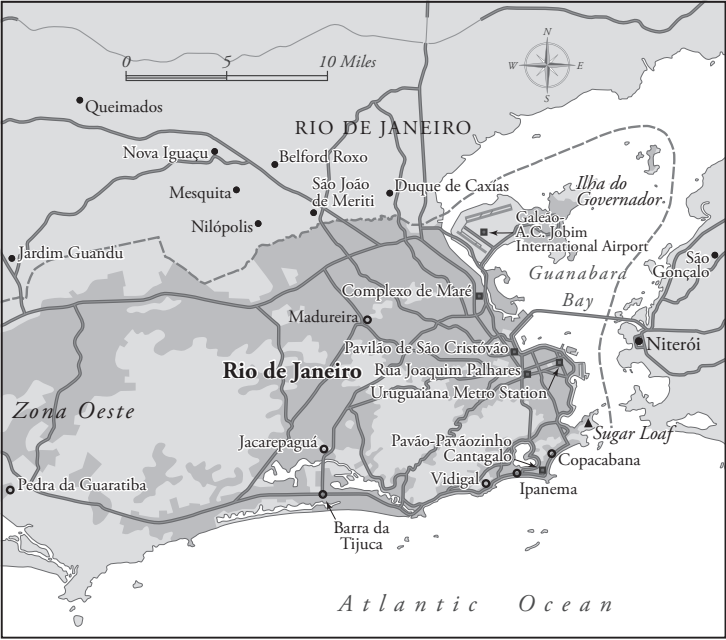 0 5 10 Miles
N
W E
S
Queimados
RIO DE JANEIRO
Nova Iguaçu
Belford Roxo
Mesquita
São João
de Meriti
Duque de Caxías
Ilha do
Governador
Nilópolis
Galeão-
A.C. Jobim
International Airport
Járdim Guandu
São
Gonçalo
Guanabara
Bay
Complexo de Maré
Madureira
Niterói
Pavilão de São Cristóvão
Rio de Janeiro
Rua Joaquim Palhares
Uruguaiana Metro Station
Zona Oeste
Sugar Loaf
Jacarepaguá
Pavão-Pavãozinho
Cantagalo
Copacabana
Vidigal
Pedra da Guaratiba
Ipanema
Barra da
Tijuca
Atlantic Ocean